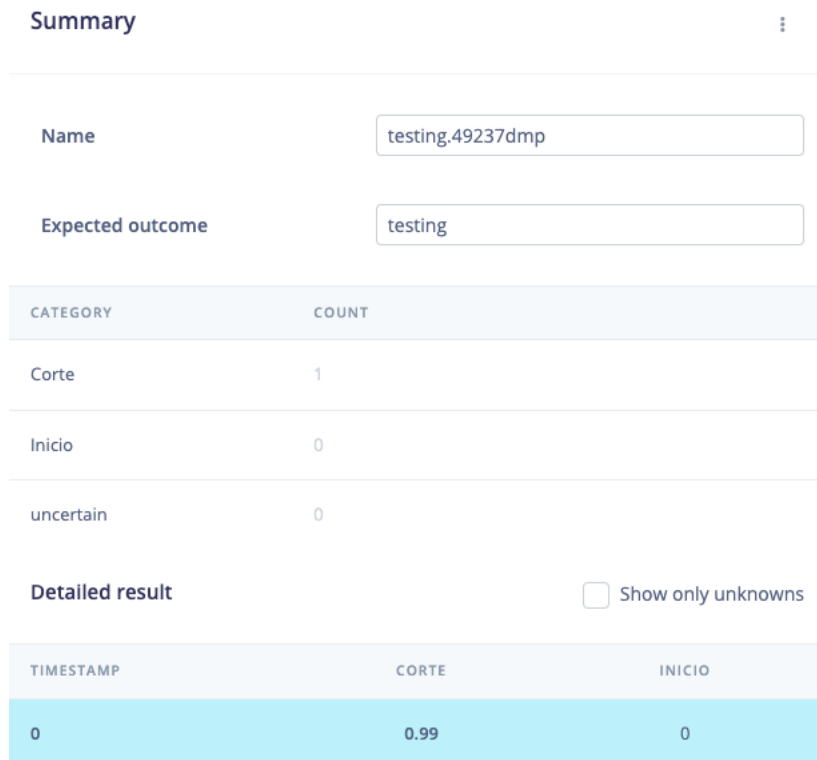 Summary
Name testing.49237dmp
Expected outcome testing
CATEGORY COUNT
Corte 1
Inicio 0
uncertain 0
Detailed result Show only unknowns
TIMESTAMP CORTE INICIO
0 0.99 0